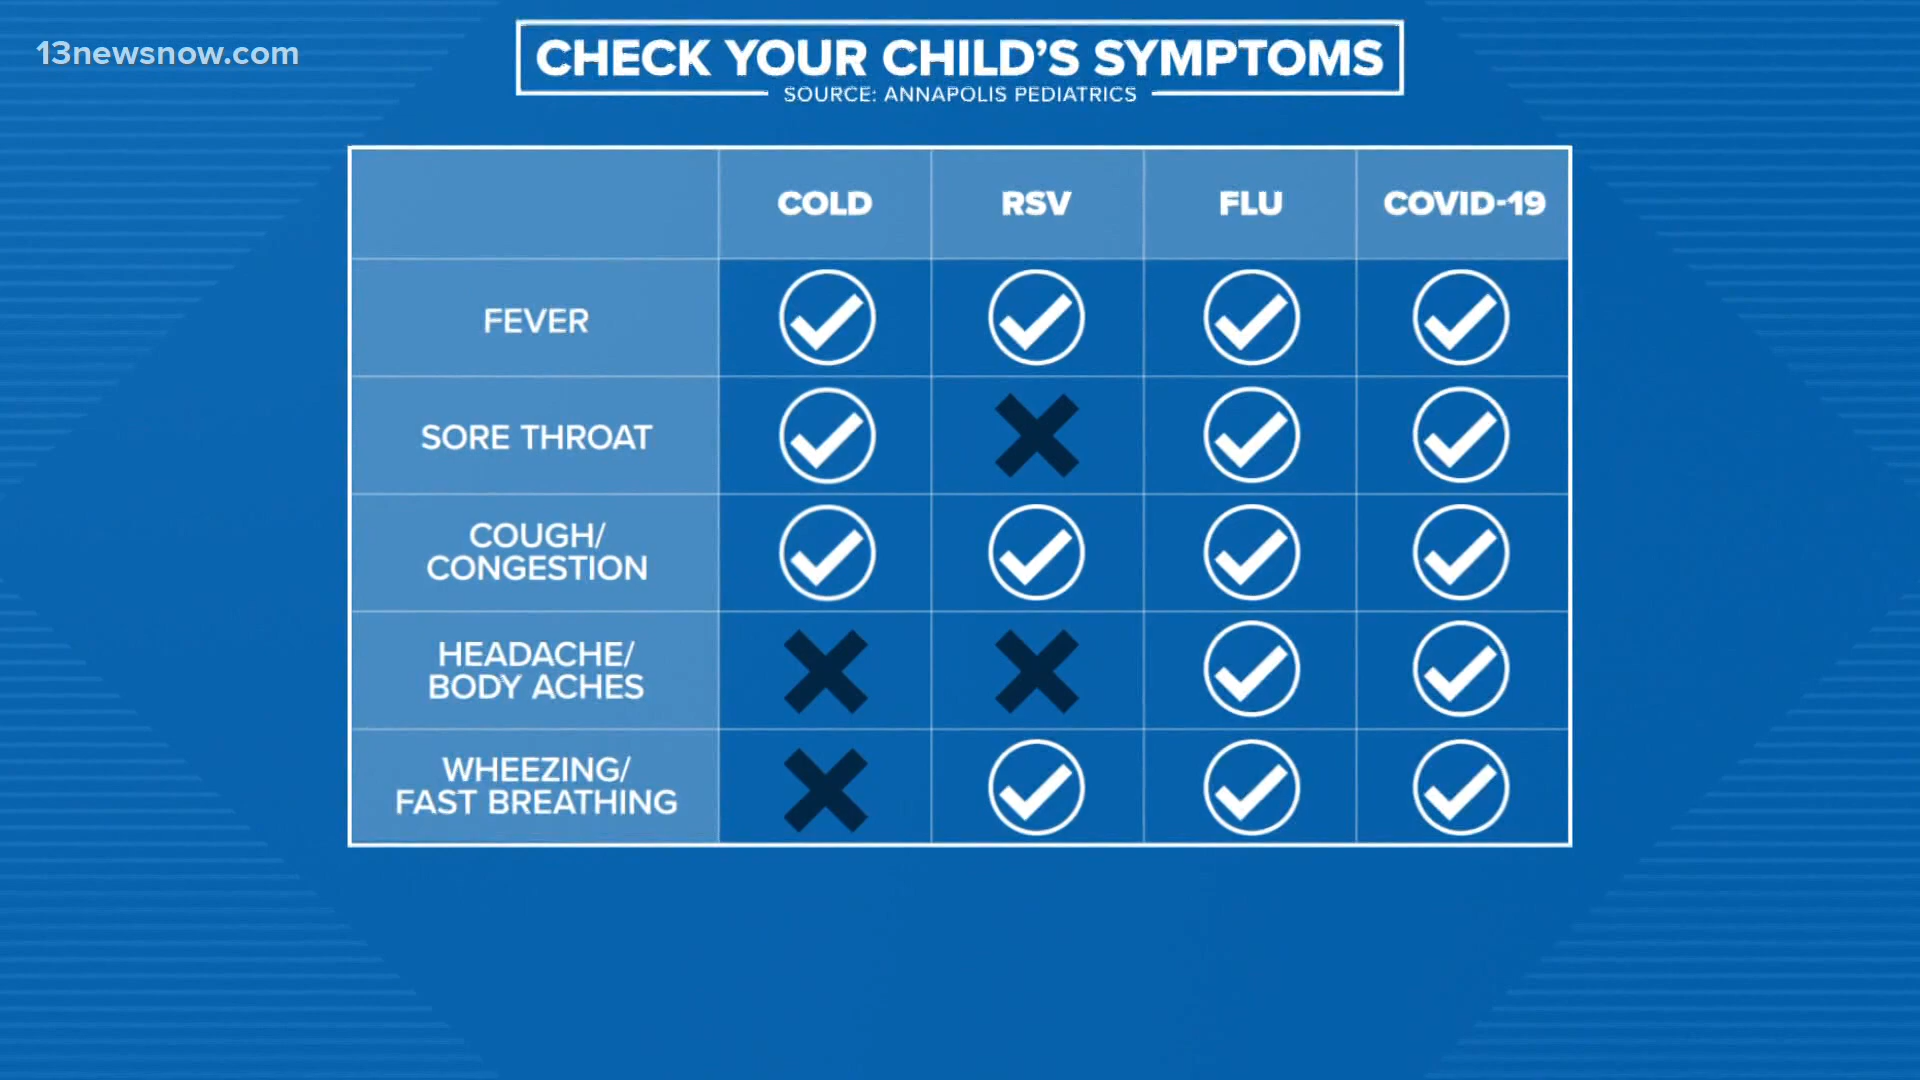 13newsnow.com
CHECK YOUR CHILD'S SYMPTOMS
SOURCE: ANNAPOLIS PEDIATRICS
COLD RSV FLU COVID-19
FEVER
SORE THROAT
COUGH/
CONGESTION
HEADACHE/
BODY ACHES
WHEEZING/
FAST BREATHING